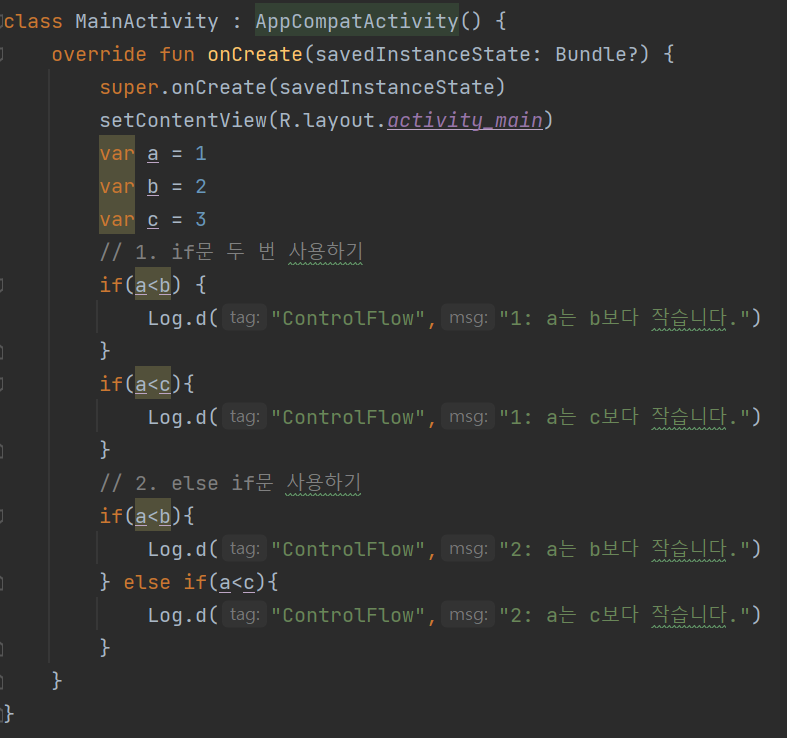 class MainActivity : AppCompatActivity() {
override fun onCreate(savedInstanceState: Bundle?) {
super.onCreate(savedInstanceState)
setContentView(R.layout.activity_main)
var a = 1
var b = 2
var c = 3
// 1. if문 두 번 사용하기
if(a<b) {
Log.d( tag: "ControlFlow", msg: "1: a는 b보다 작습니다.")
}
if(a<c){
Log.d( tag: "ControlFlow", msg: "1: a는 c보다 작습니다.")
}
// 2. else if문 사용하기
if(a<b){
Log.d( tag: "ControlFlow", msg: "2: a는 b보다 작습니다.")
} else if(a<c){
Log.d( tag: "ControlFlow", msg: "2: a는 c보다 작습니다.")
}
}
}